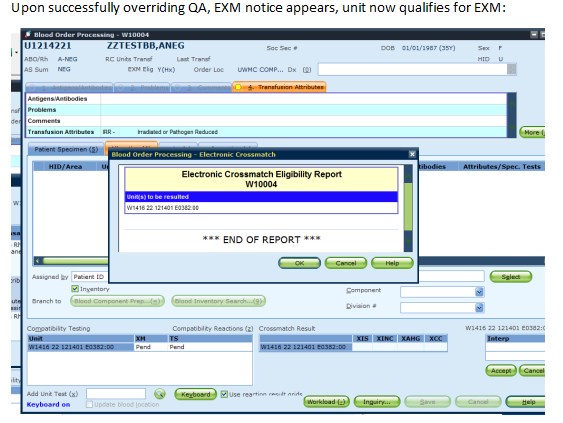 Upon successfully overriding QA, EXM notice appears, unit now qualifies for EXM:
Blood Order Processing - W10004
U1214221 ZZTESTBB,ANEG Soc Sec # DOB 01/01/1987 (35Y) Sex F
ABO/Rh A-NEG RC Units Transf Last Transf HID U
AS Sum NEG EXM Elig Y(Hx) Order Loc UWMC COMP... Dx (0)
Transfusion Attributes
Antigens/Antibodies
Problems
Comments
Transfusion Attributes IRR - Irradiated or Pathogen Reduced
More (
Patient Specimen (5)
Blood Order Processing - Electronic Crossmatch
HID/Area Un ibodies Attributes/Spec. Tests
Electronic Crossmatch Eligibility Report
W10004
Unit(s) to be resulted
W1416 22 121401 E0382:00
*** END OF REPORT ***
OK Cancel Help
Assigned by Patient ID Select
Inventory Component
Branch to Blood Component Prep...(+) Blood Inventory Search...(9)
Division #
Compatibility Testing Compatibility Reactions (z) Crossmatch Result W1416 22 121401 E0382:0
Unit XM TS XIS XINC XAHG XCC Interp
W1416 22 121401 E0382:00 Pend Pend W1416 22 121401 E0382:00
Accept Cancel
Add Unit Test (x) Keyboard Use reaction result grids
Keyboard on Update blood location Workload (-) Inquiry... Save Cancel Help